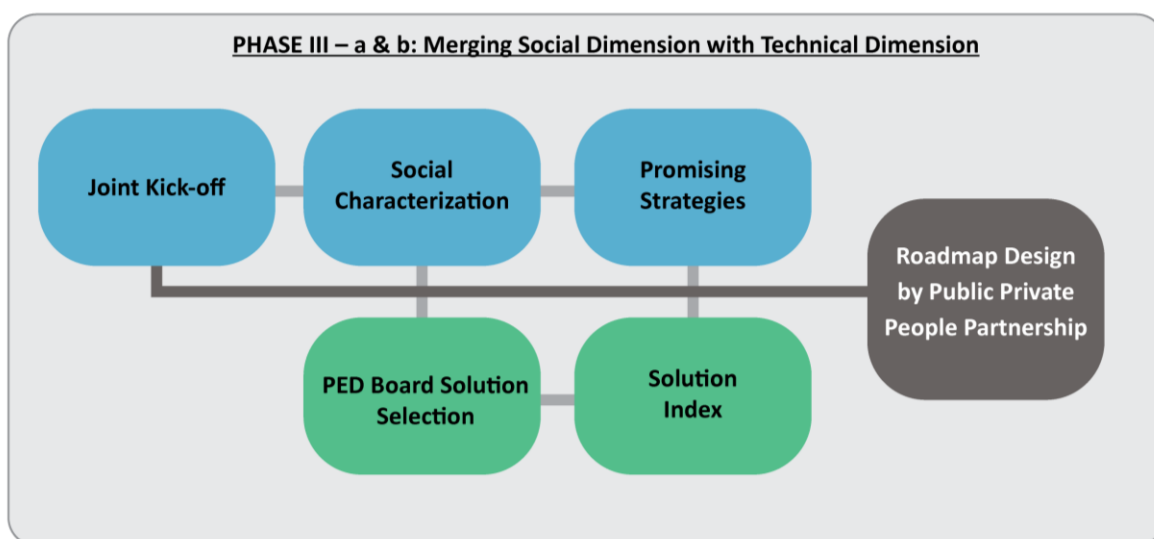 PHASE III – a & b: Merging Social Dimension with Technical Dimension
Joint Kick-off
Social
Characterization
Promising
Strategies
Roadmap Design
by Public Private
People Partnership
PED Board Solution
Selection
Solution
Index